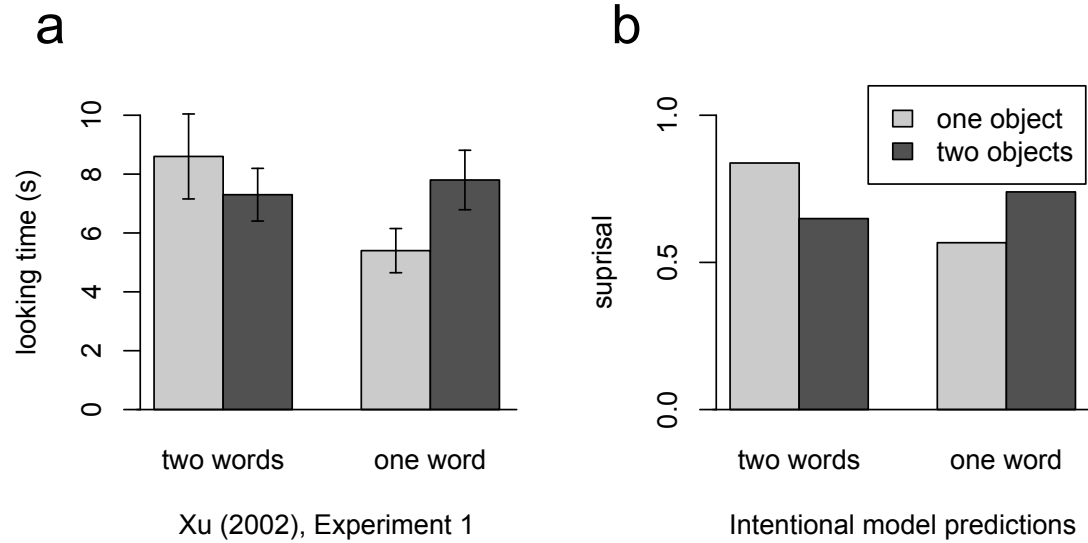 a
10
8
6
4
2
0
looking time (s)
two words
one word
Xu (2002), Experiment 1
b
1.0
0.5
0.0
suprisal
one object
two objects
two words
one word
Intentional model predictions